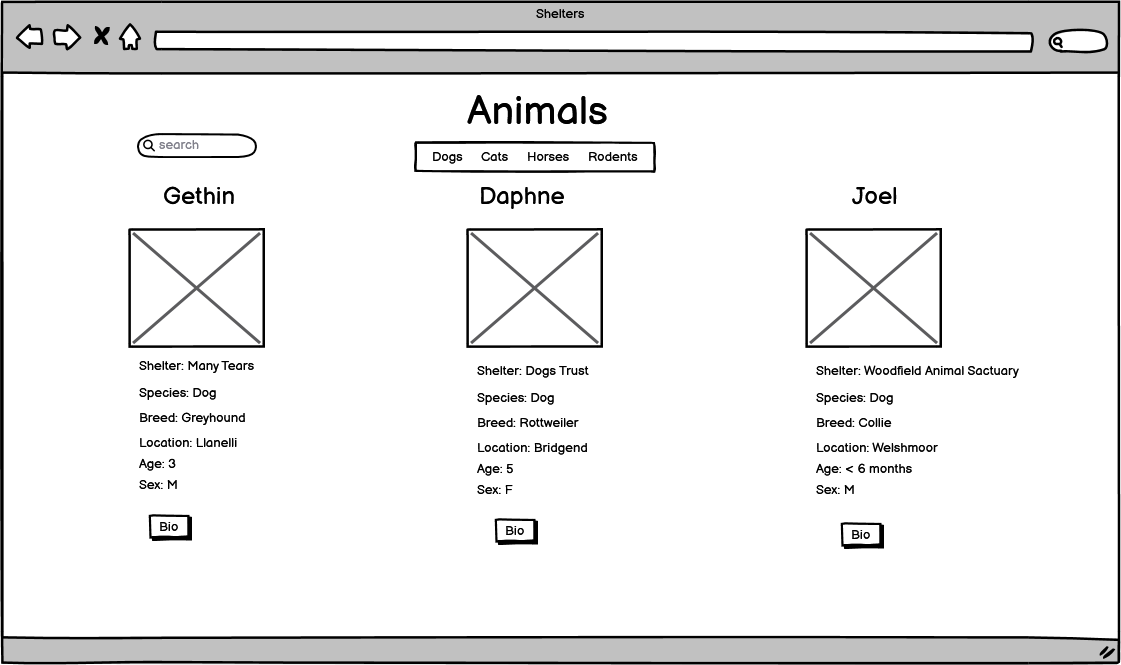 Shelters
Animals
search
Dogs Cats Horses Rodents
Gethin
Shelter: Many Tears
Species: Dog
Breed: Greyhound
Location: Llanelli
Age: 3
Sex: M
Bio
Daphne
Shelter: Dogs Trust
Species: Dog
Breed: Rottweiler
Location: Bridgend
Age: 5
Sex: F
Bio
Joel
Shelter: Woodfield Animal Sactuary
Species: Dog
Breed: Collie
Location: Welshmoor
Age: < 6 months
Sex: M
Bio